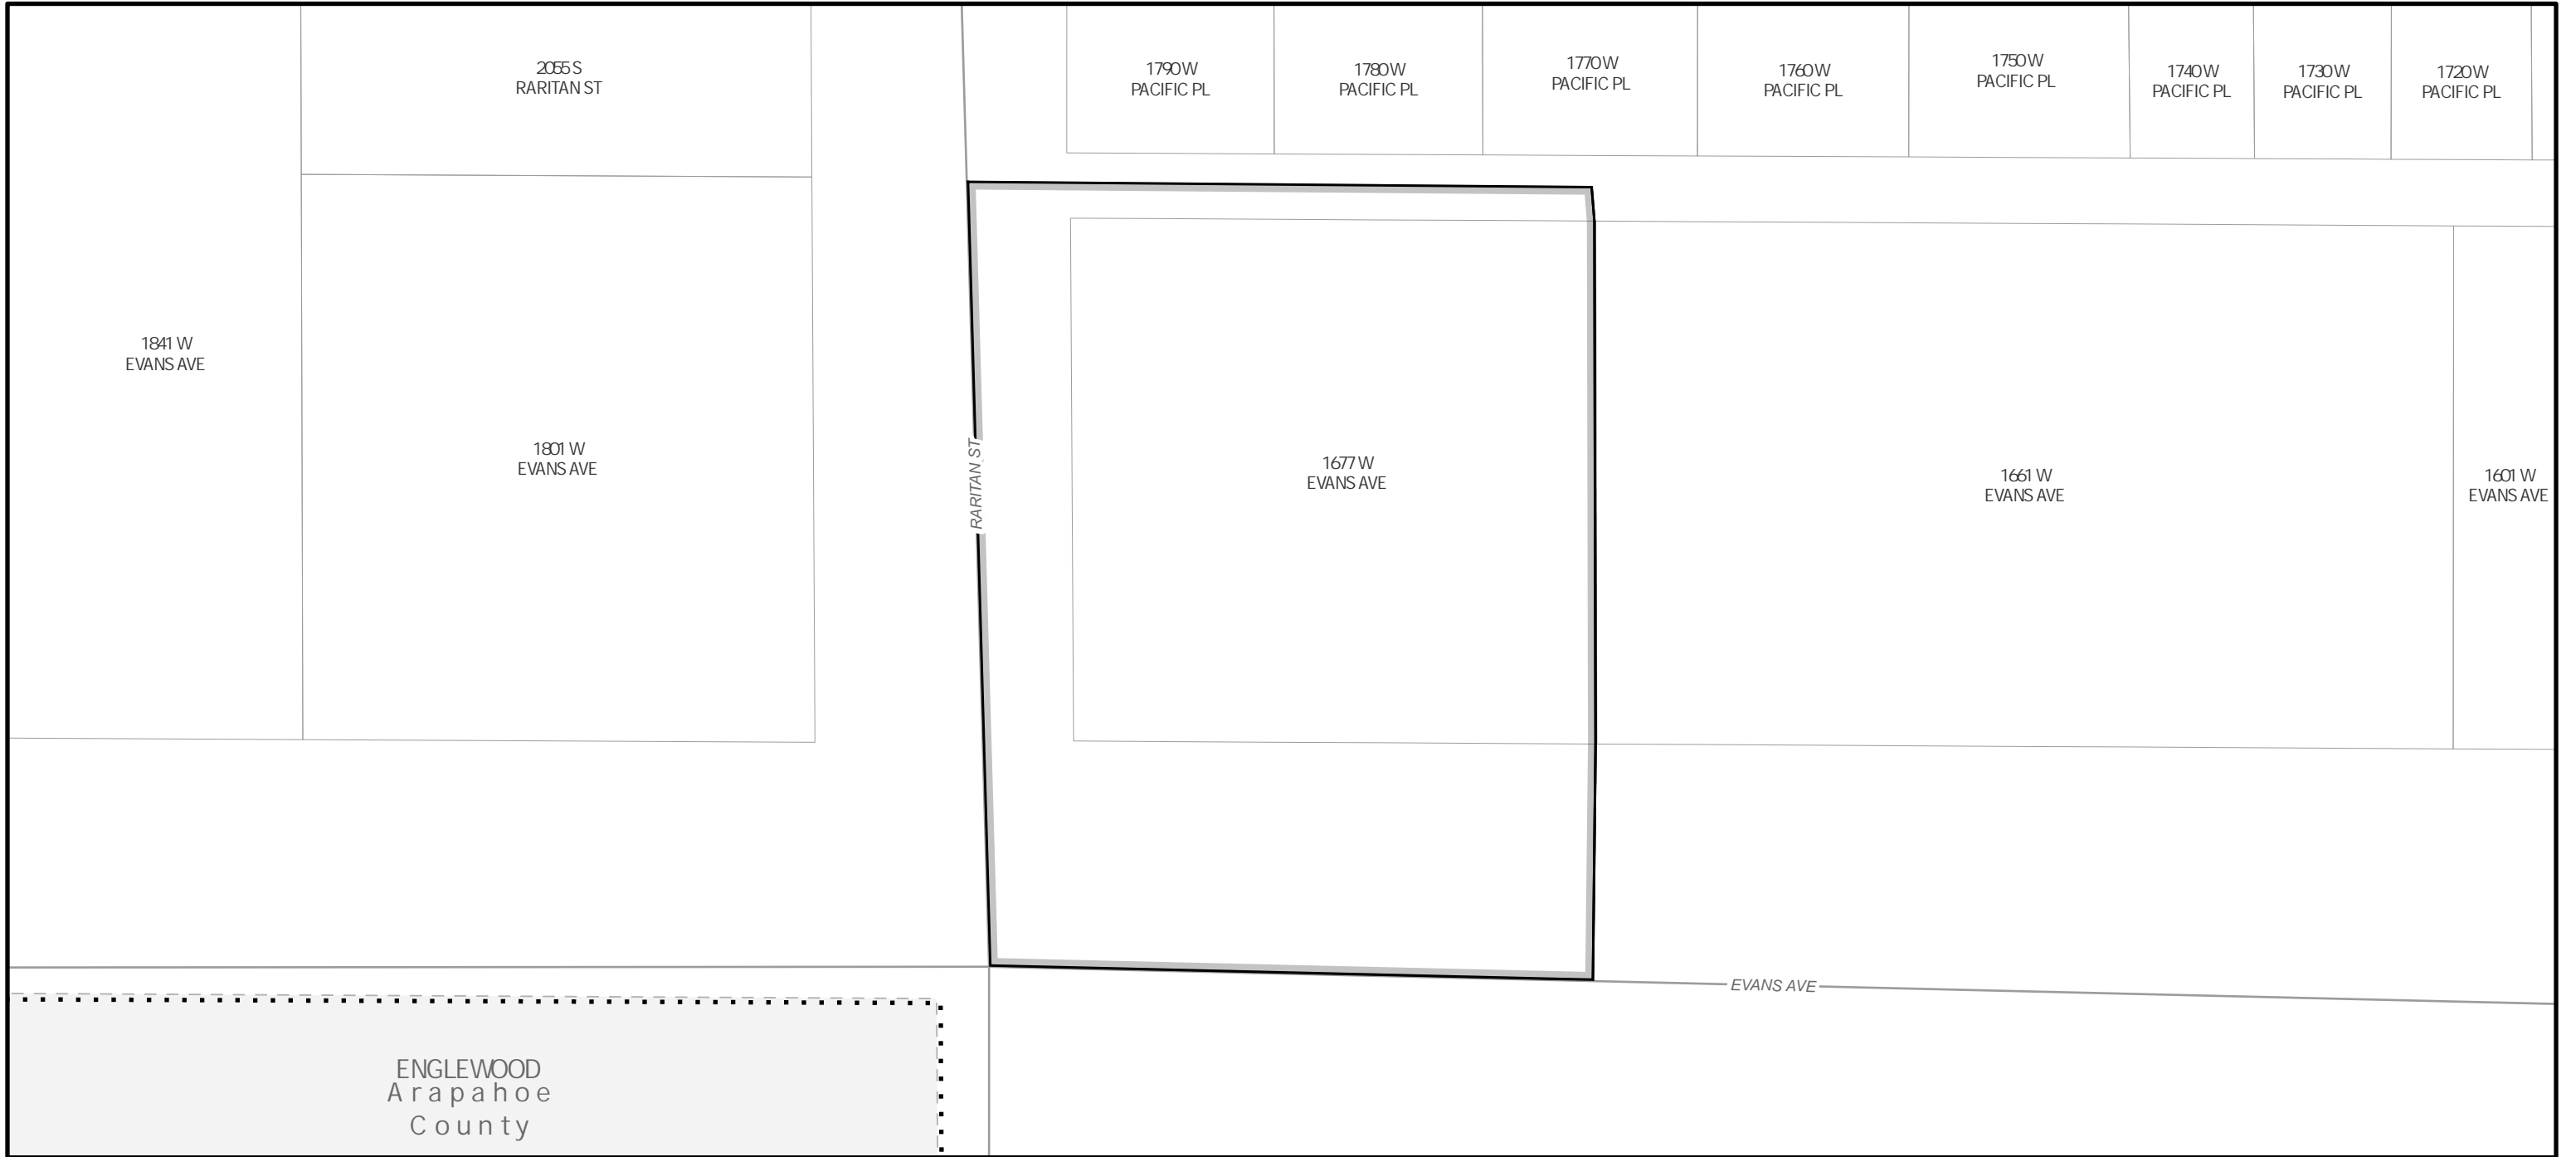 2055 S
RARITAN ST
1790 W
PACIFIC PL
1780 W
PACIFIC PL
1770 W
PACIFIC PL
1760 W
PACIFIC PL
1750 W
PACIFIC PL
1740 W
PACIFIC PL
1730 W
PACIFIC PL
1720 W
PACIFIC PL
1841 W
EVANS AVE
1801 W
EVANS AVE
RARITAN ST
1677 W
EVANS AVE
1661 W
EVANS AVE
1601 W
EVANS AVE
EVANS AVE
ENGLEWOOD
Arapahoe
County